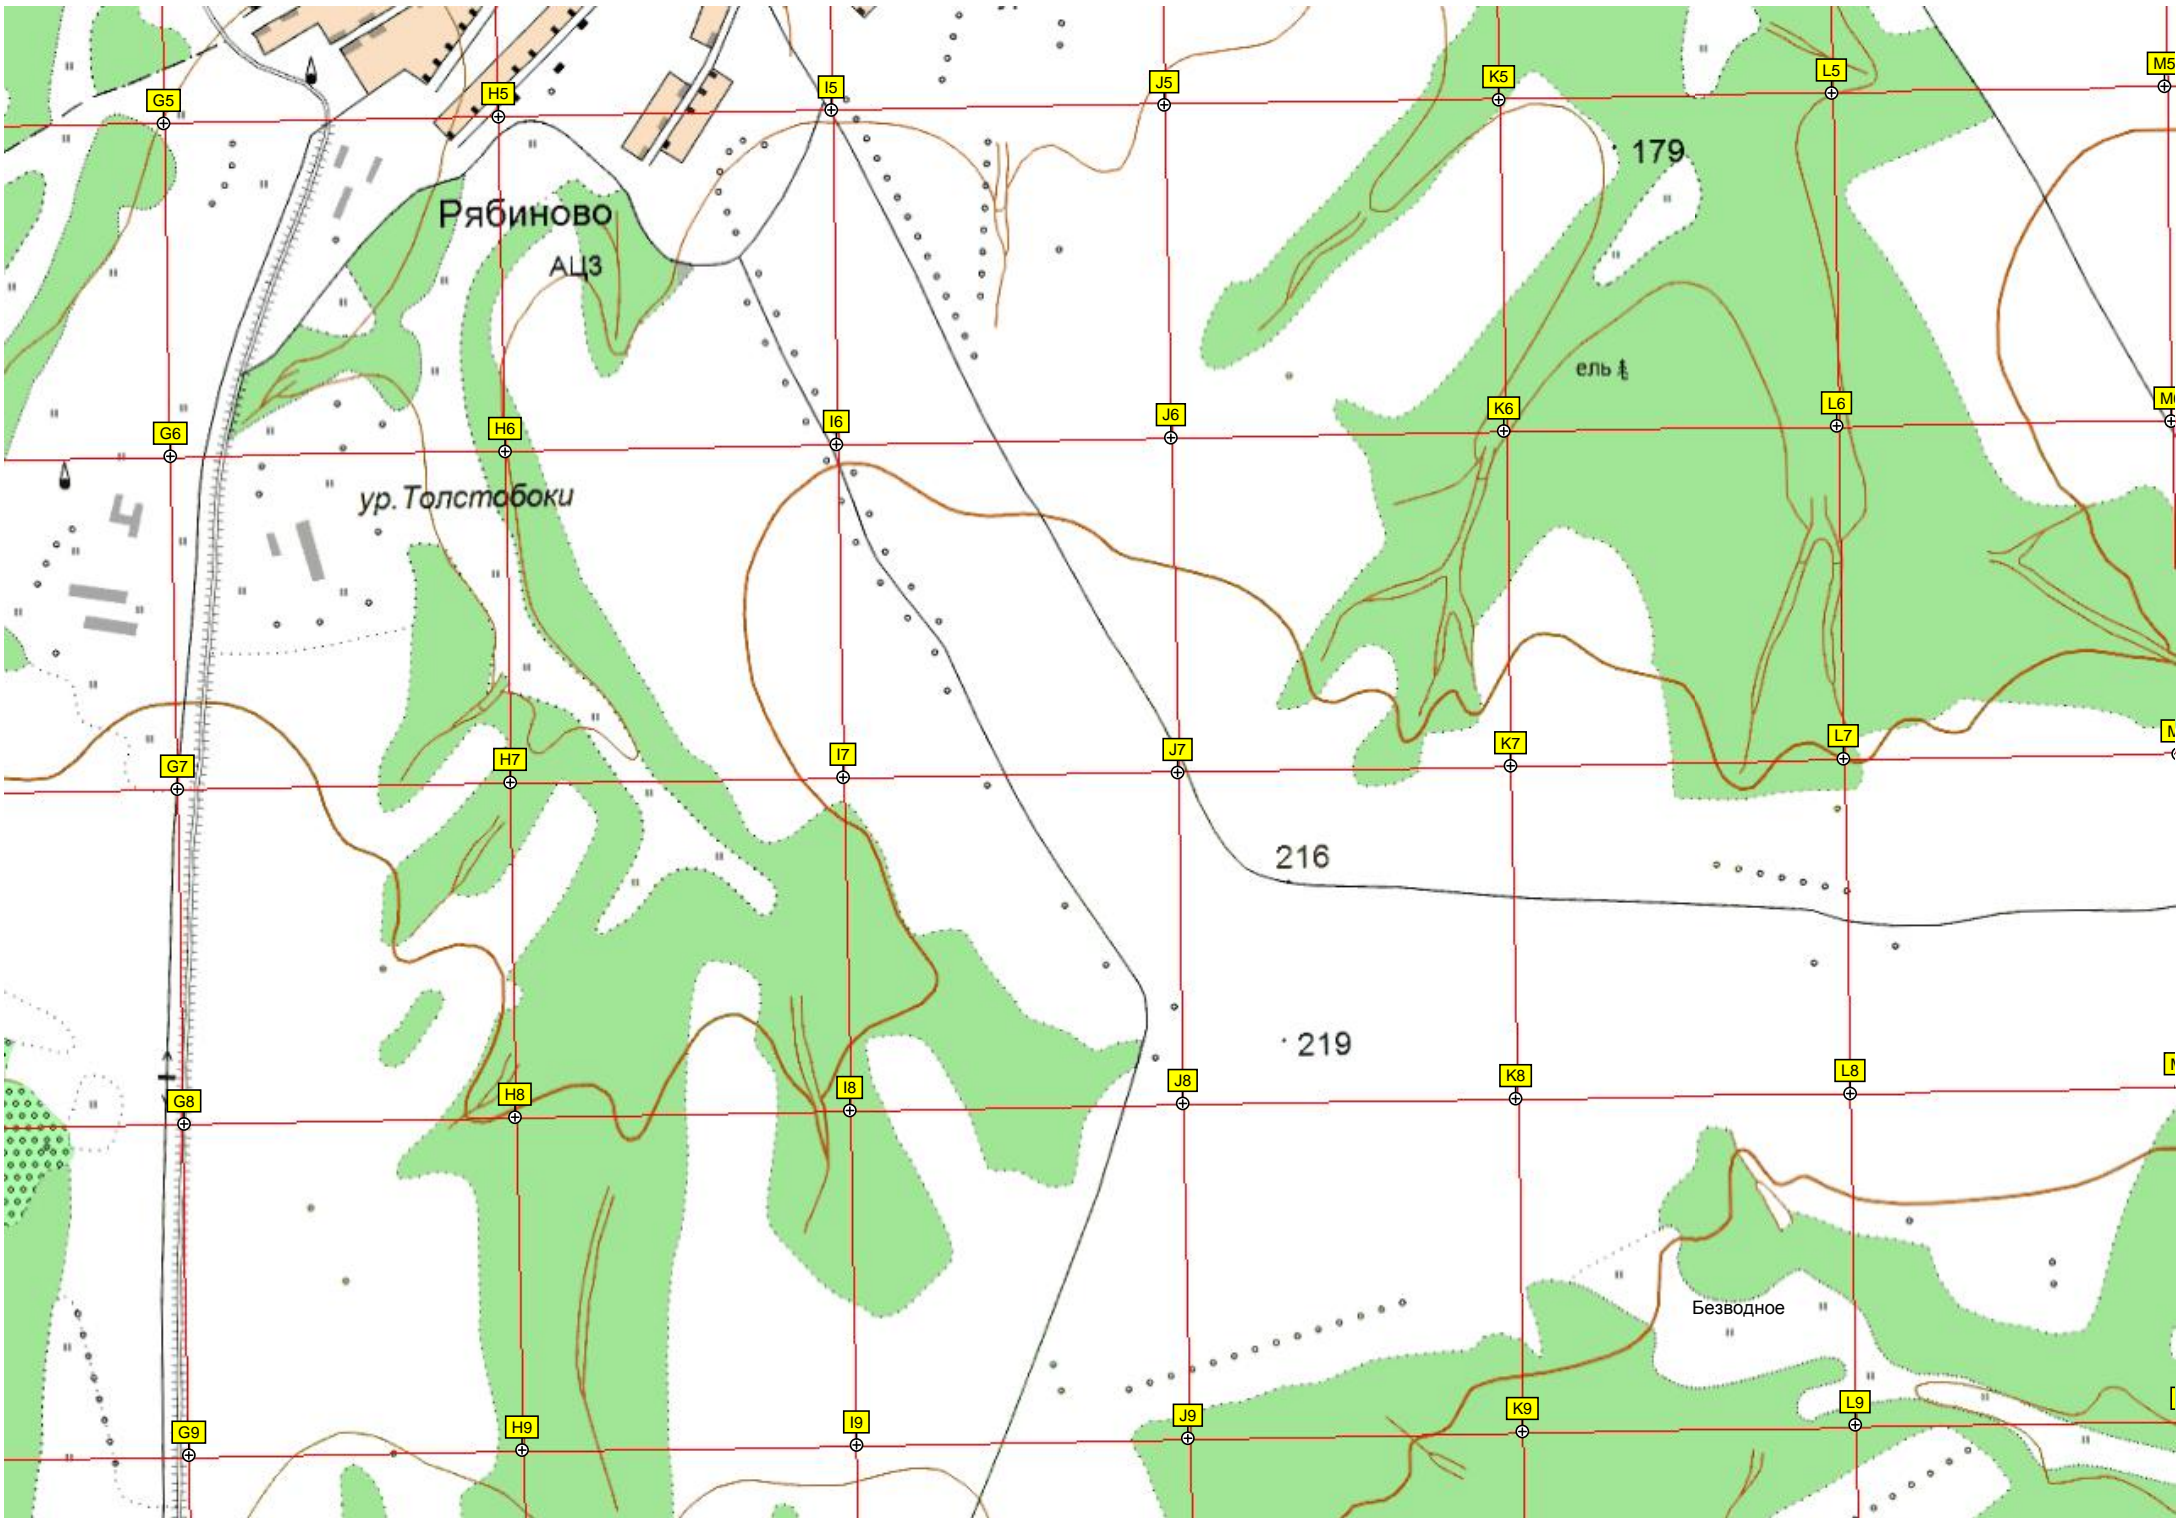 M5
L5
J5
K5
I5
H5
G5
179
Рябиново
АЦЗ
ель
L6
K6
J6
I6
H6
G6
ур.Толстобоки
L7
K7
J7
I7
H7
G7
216
219
L8
K8
J8
I8
H8
G8
Безводное
L9
K9
J9
I9
H9
G9